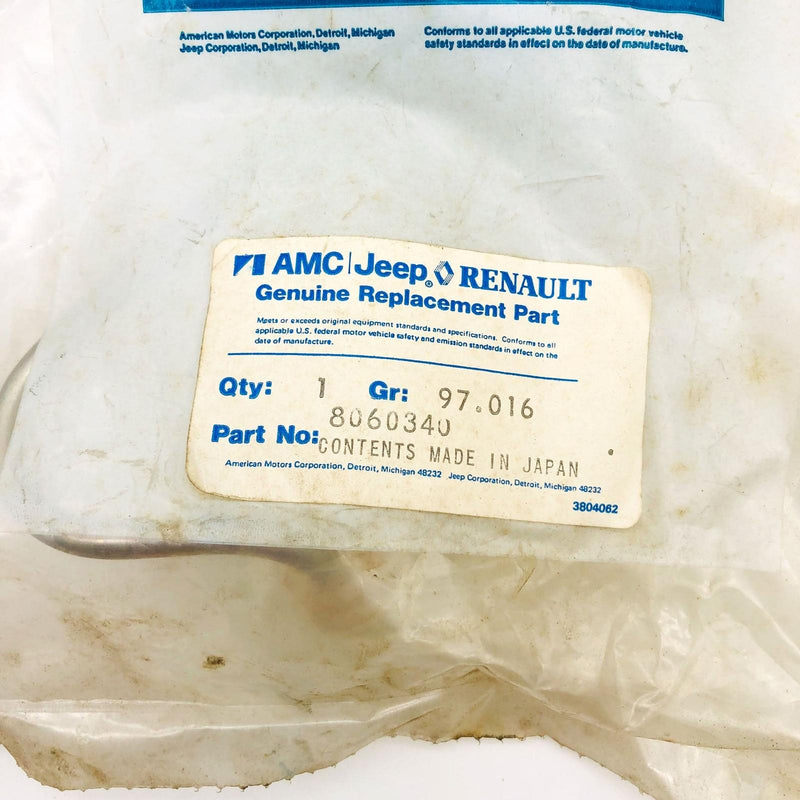 American Motors Corporation, Detroit, Michigan
Jeep Corporation, Detroit, Michigan
Conforms to all applicable U.S. federal motor vehicle
safety standards in effect on the date of manufacture.
AMC|Jeep® RENAULT
Genuine Replacement Part
Meets or exceeds original equipment standards and specifications. Conforms to all
applicable U.S. federal motor vehicle safety and emission standards in effect on the
date of manufacture.
Qty: 1 Gr: 97.016
8060340
Part No:
CONTENTS MADE IN JAPAN
American Motors Corporation, Detroit, Michigan 48232 Jeep Corporation, Detroit, Michigan 48232
3804062